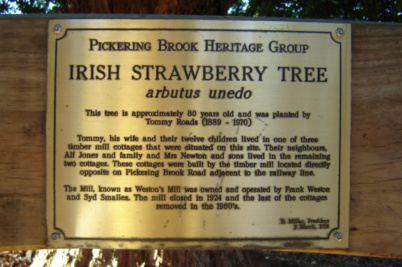 PICKERING BROOK HERITAGE GROUP
IRISH STRAWBERRY TREE
arbutus unedo
This tree is approximately 80 years old and was planted by
Tommy Roads (1889 - 1970)
Tommy, his wife and their twelve children lived in one of three
timber mill cottages that were situated on this site. Their neighbours,
Alf Jones and family and Mrs Newton and sons lived in the remaining
two cottages. These cottages were built by the timber mill located directly
opposite on Pickering Brook Road adjacent to the railway line.
The Mill, known as Weston's Mill was owned and operated by Frank Weston
and Syd Smailes. The mill closed in 1924 and the last of the cottages
removed in the 1960's.
President
March,